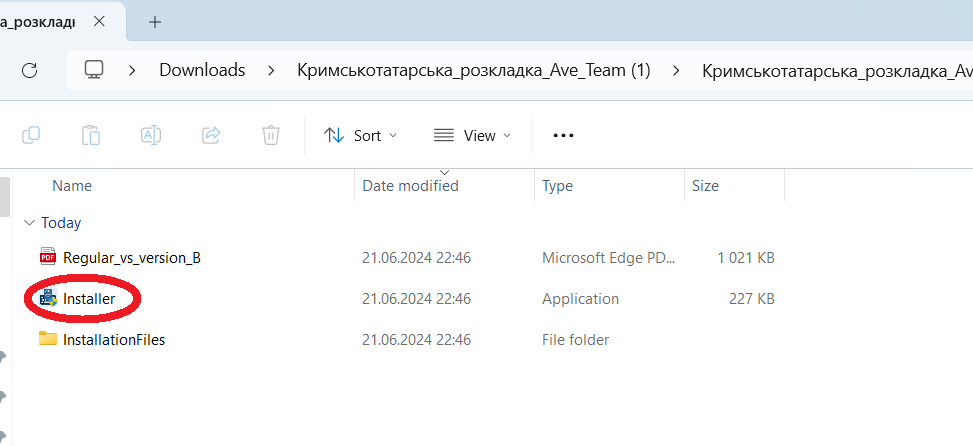 а_розкладк
Downloads Кримськотатарська_розкладка_Ave_Team (1) Кримськотатарська_розкладка_Av
Sort View
Name Date modified Type Size
Today
PDF Regular_vs_version_B 21.06.2024 22:46 Microsoft Edge PD... 1 021 KB
Installer 21.06.2024 22:46 Application 227 KB
InstallationFiles 21.06.2024 22:46 File folder